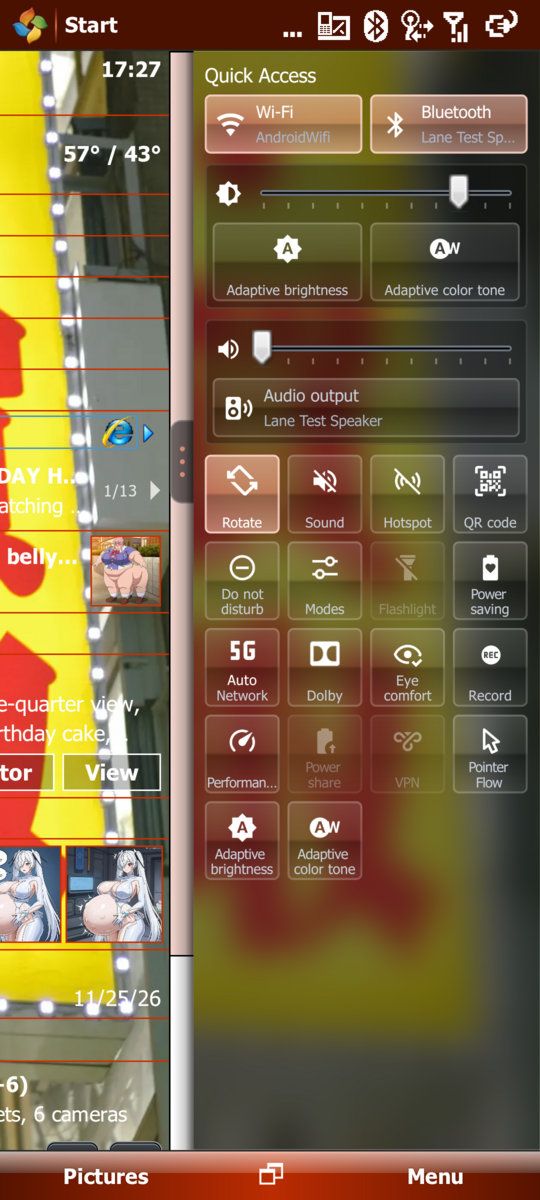 Start
...
17:27
57° / 43°
DAY H...
1/13
atching ...
belly...
e-quarter view,
rthday cake,...
tor
View
11/25/26
-6)
ets, 6 cameras
Quick Access
Wi-Fi
AndroidWifi
Bluetooth
Lane Test Sp...
A
Adaptive brightness
AW
Adaptive color tone
Audio output
Lane Test Speaker
Rotate
Sound
Hotspot
QR code
Do not
disturb
Modes
Flashlight
Power
saving
5G
Auto
Network
Dolby
Eye
comfort
REC
Record
Performan...
Power
share
VPN
Pointer
Flow
A
Adaptive
brightness
AW
Adaptive
color tone
Pictures
Menu